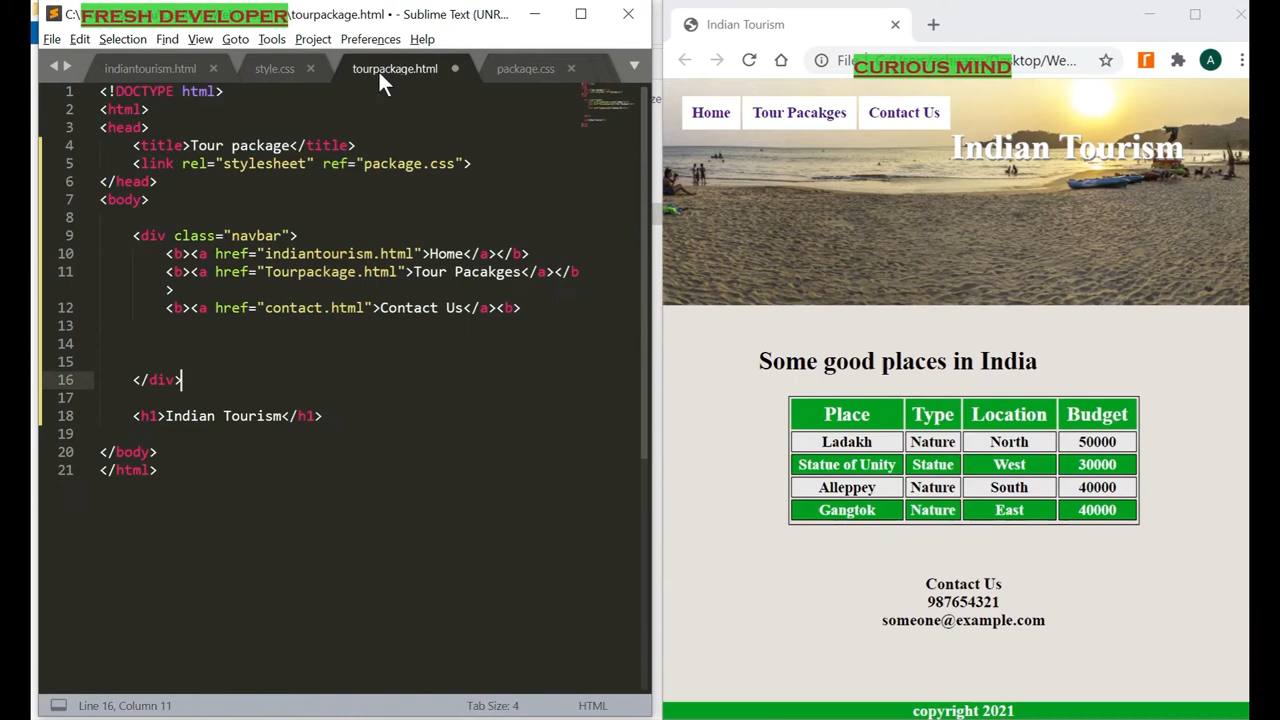 C:\ FRESH DEVELOPER \tourpackage.html • - Sublime Text (UNR...
File Edit Selection Find View Goto Tools Project Preferences Help
indiantourism.html style.css tourpackage.html package.css
1 <!DOCTYPE html>
2 <html>
3 <head>
4 <title>Tour package</title>
5 <link rel="stylesheet" ref="package.css">
6 </head>
7 <body>
8
9 <div class="navbar">
10 <b><a href="indiantourism.html">Home</a></b>
11 <b><a href="Tourpackage.html">Tour Pacakges</a></b
>
12 <b><a href="contact.html">Contact Us</a><b>
13
14
15
16 </div>
17
18 <h1>Indian Tourism</h1>
19
20 </body>
21 </html>
Line 16, Column 11 Tab Size: 4 HTML
Indian Tourism
File
CURIOUS MIND
/Desktop/We...
A
Home Tour Pacakges Contact Us
Indian Tourism
Some good places in India
Place Type Location Budget
Ladakh Nature North 50000
Statue of Unity Statue West 30000
Alleppey Nature South 40000
Gangtok Nature East 40000
Contact Us
987654321
someone@example.com
copyright 2021